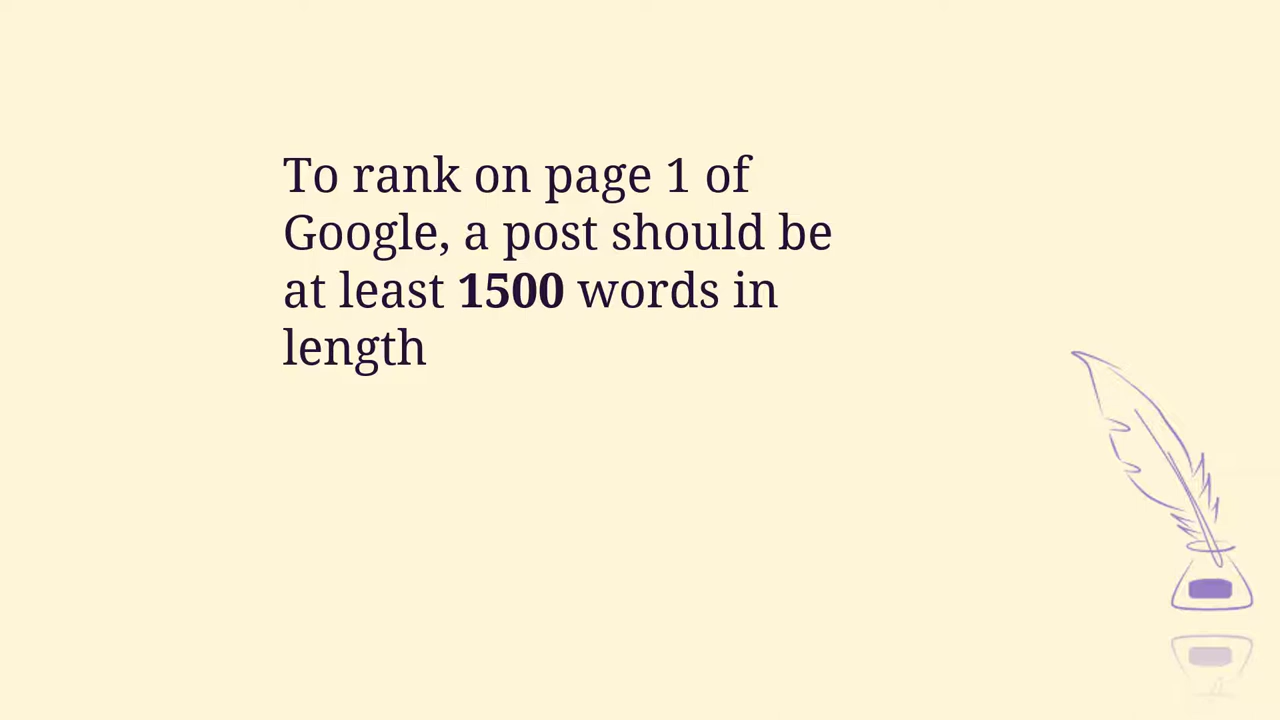 To rank on page 1 of
Google, a post should be
at least 1500 words in
length